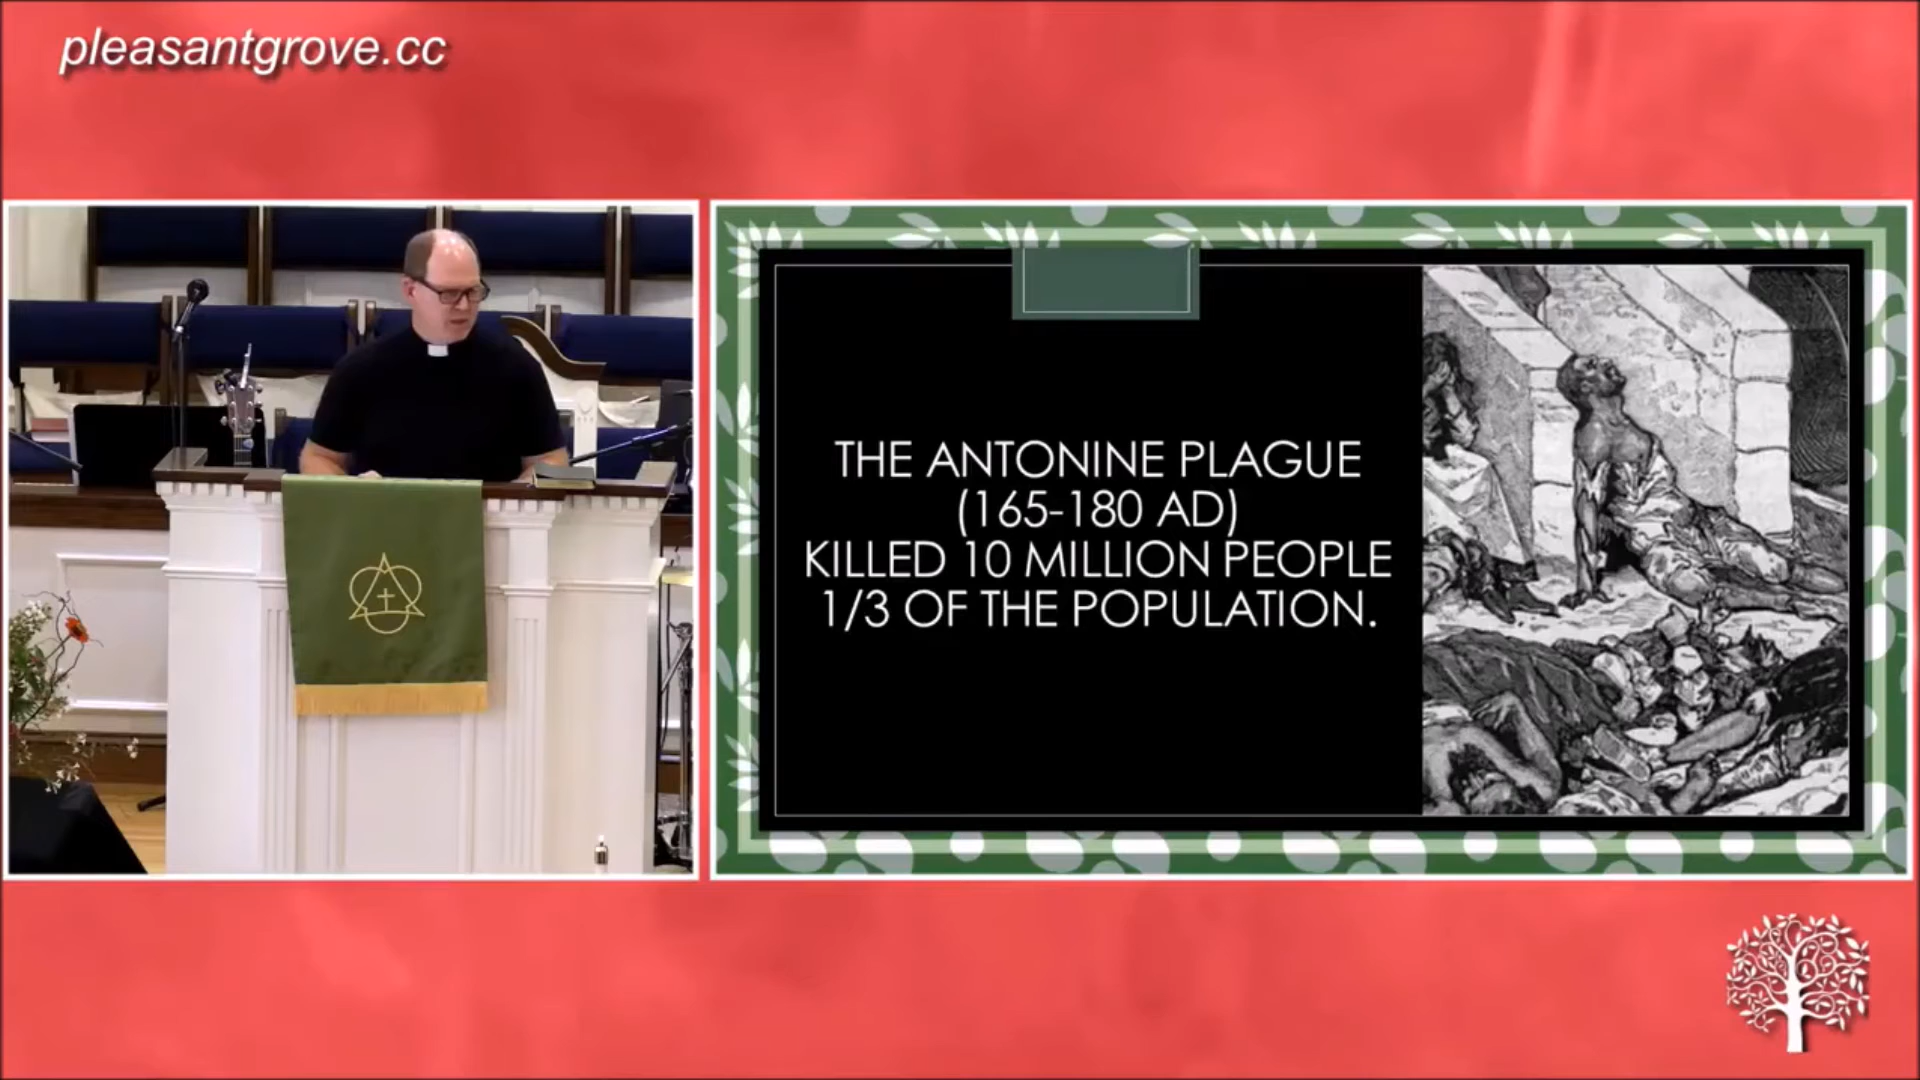 pleasantgrove.cc
THE ANTONINE PLAGUE
(165-180 AD)
KILLED 10 MILLION PEOPLE
1/3 OF THE POPULATION.